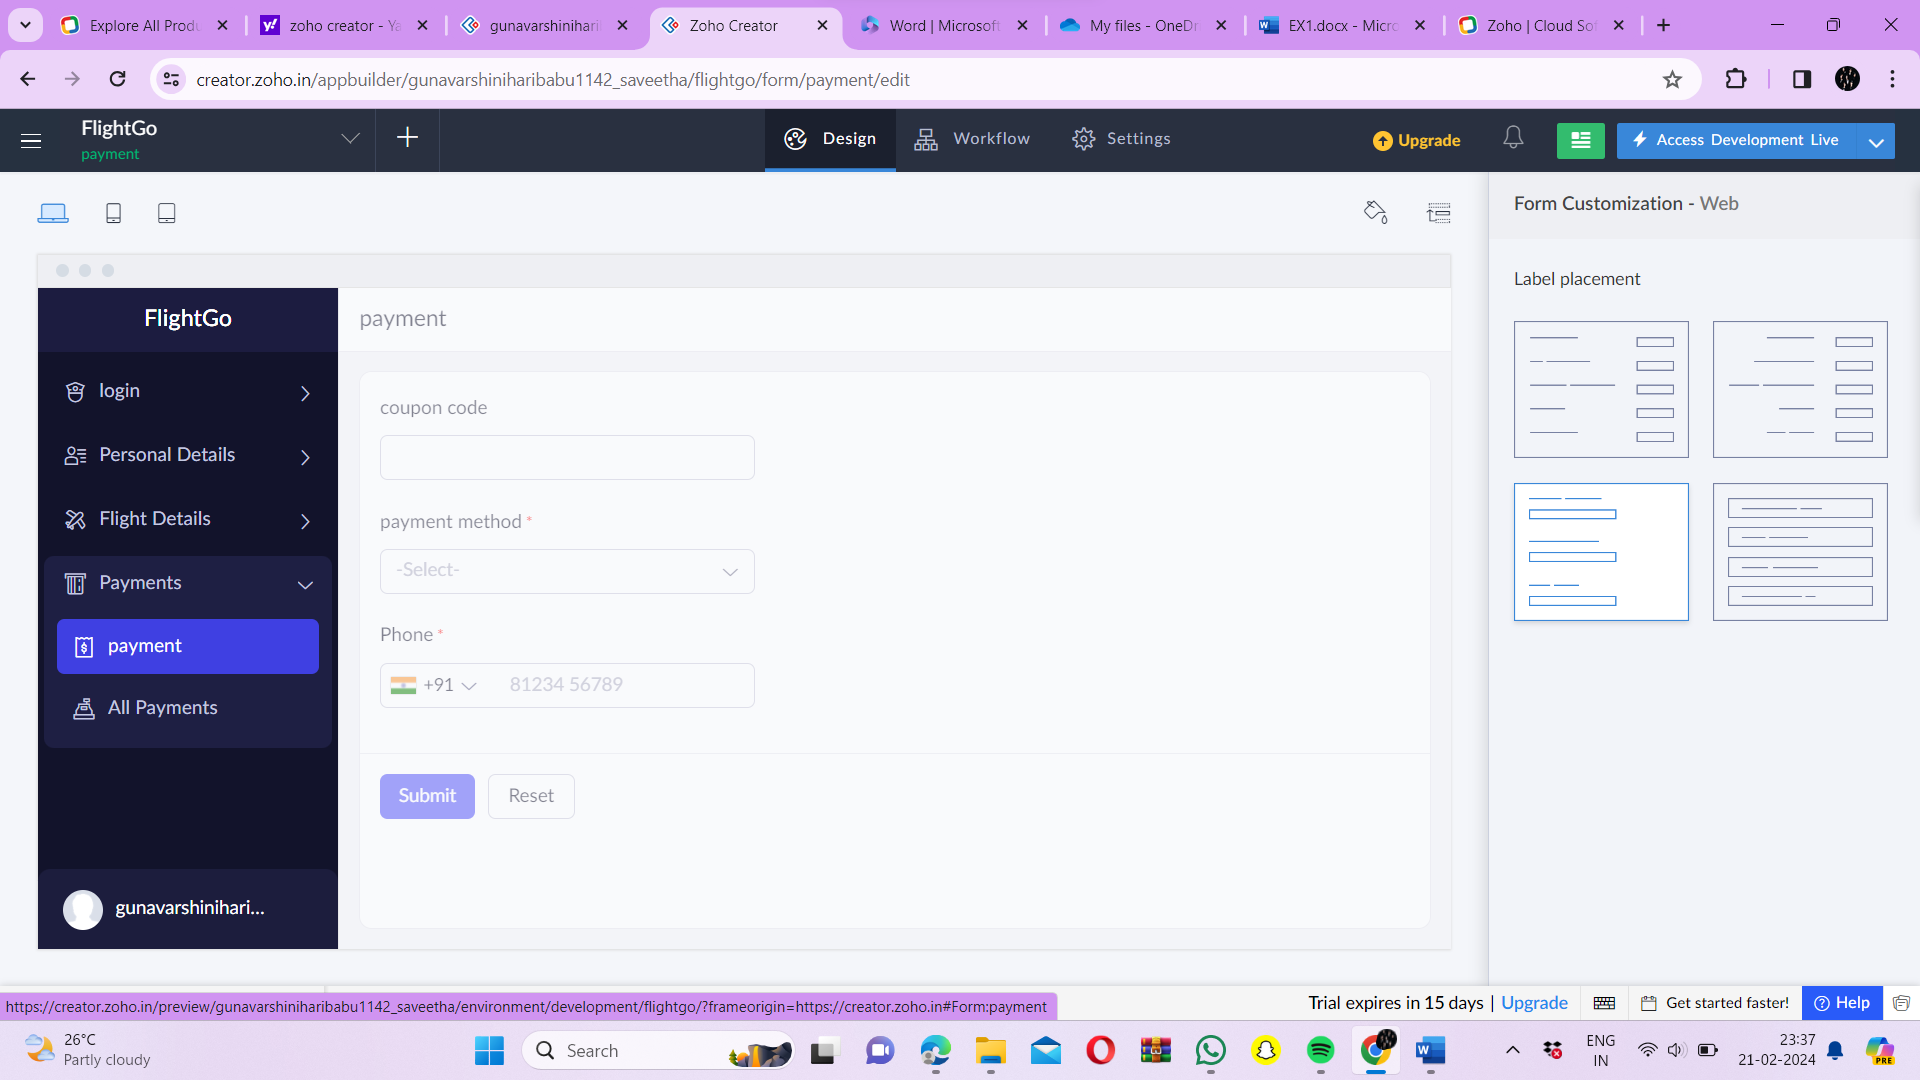 Explore All Produ
zoho creator - Ya
gunavarshinihari
Zoho Creator
Word | Microsoft
My files - OneDr
EX1.docx - Micro
Zoho | Cloud Sof
creator.zoho.in/appbuilder/gunavarshiniharibabu1142_saveetha/flightgo/form/payment/edit
FlightGo
payment
Design
Workflow
Settings
Upgrade
Access Development Live
Form Customization - Web
Label placement
FlightGo
login
Personal Details
Flight Details
Payments
payment
All Payments
gunavarshinihari...
payment
coupon code
payment method *
-Select-
Phone *
+91
81234 56789
Submit
Reset
https://creator.zoho.in/preview/gunavarshiniharibabu1142_saveetha/environment/development/flightgo/?frameorigin=https://creator.zoho.in#Form:payment
Trial expires in 15 days | Upgrade
Get started faster!
Help
26°C
Partly cloudy
Search
ENG
IN
23:37
21-02-2024
PRE